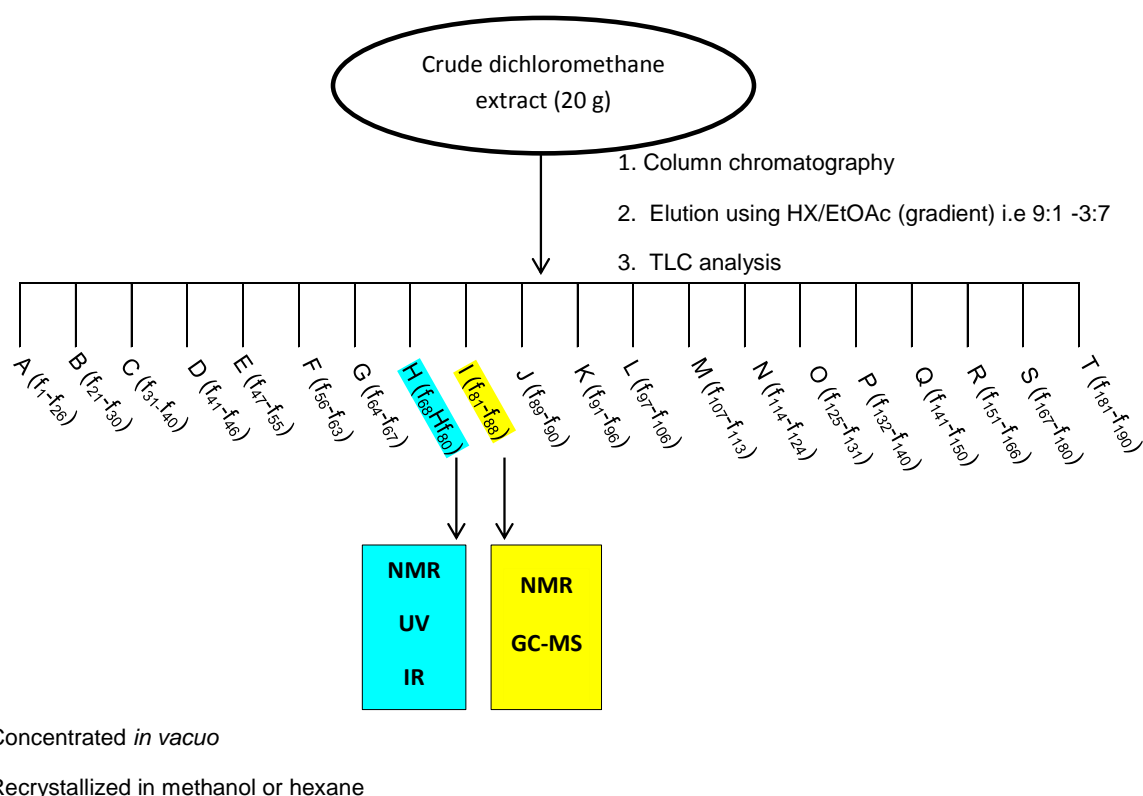 Crude dichloromethane
extract (20 g)
1. Column chromatography
2. Elution using HX/EtOAc (gradient) i.e 9:1 -3:7
3. TLC analysis
A (f1-f26)
B (f21-f30)
C (f31-f40)
D (f41-f46)
E (f47-f55)
F (f56-f63)
G (f64-f67)
H (f68Hf80)
I (f81-f88)
J (f89-f90)
K (f91-f96)
L (f97-f106)
M (f107-f113)
N (f114-f124)
O (f125-f131)
P (f132-f140)
Q (f141-f150)
R (f151-f166)
S (f167-f180)
T (f181-f190)
NMR
UV
IR
NMR
GC-MS
Concentrated in vacuo
Recrystallized in methanol or hexane